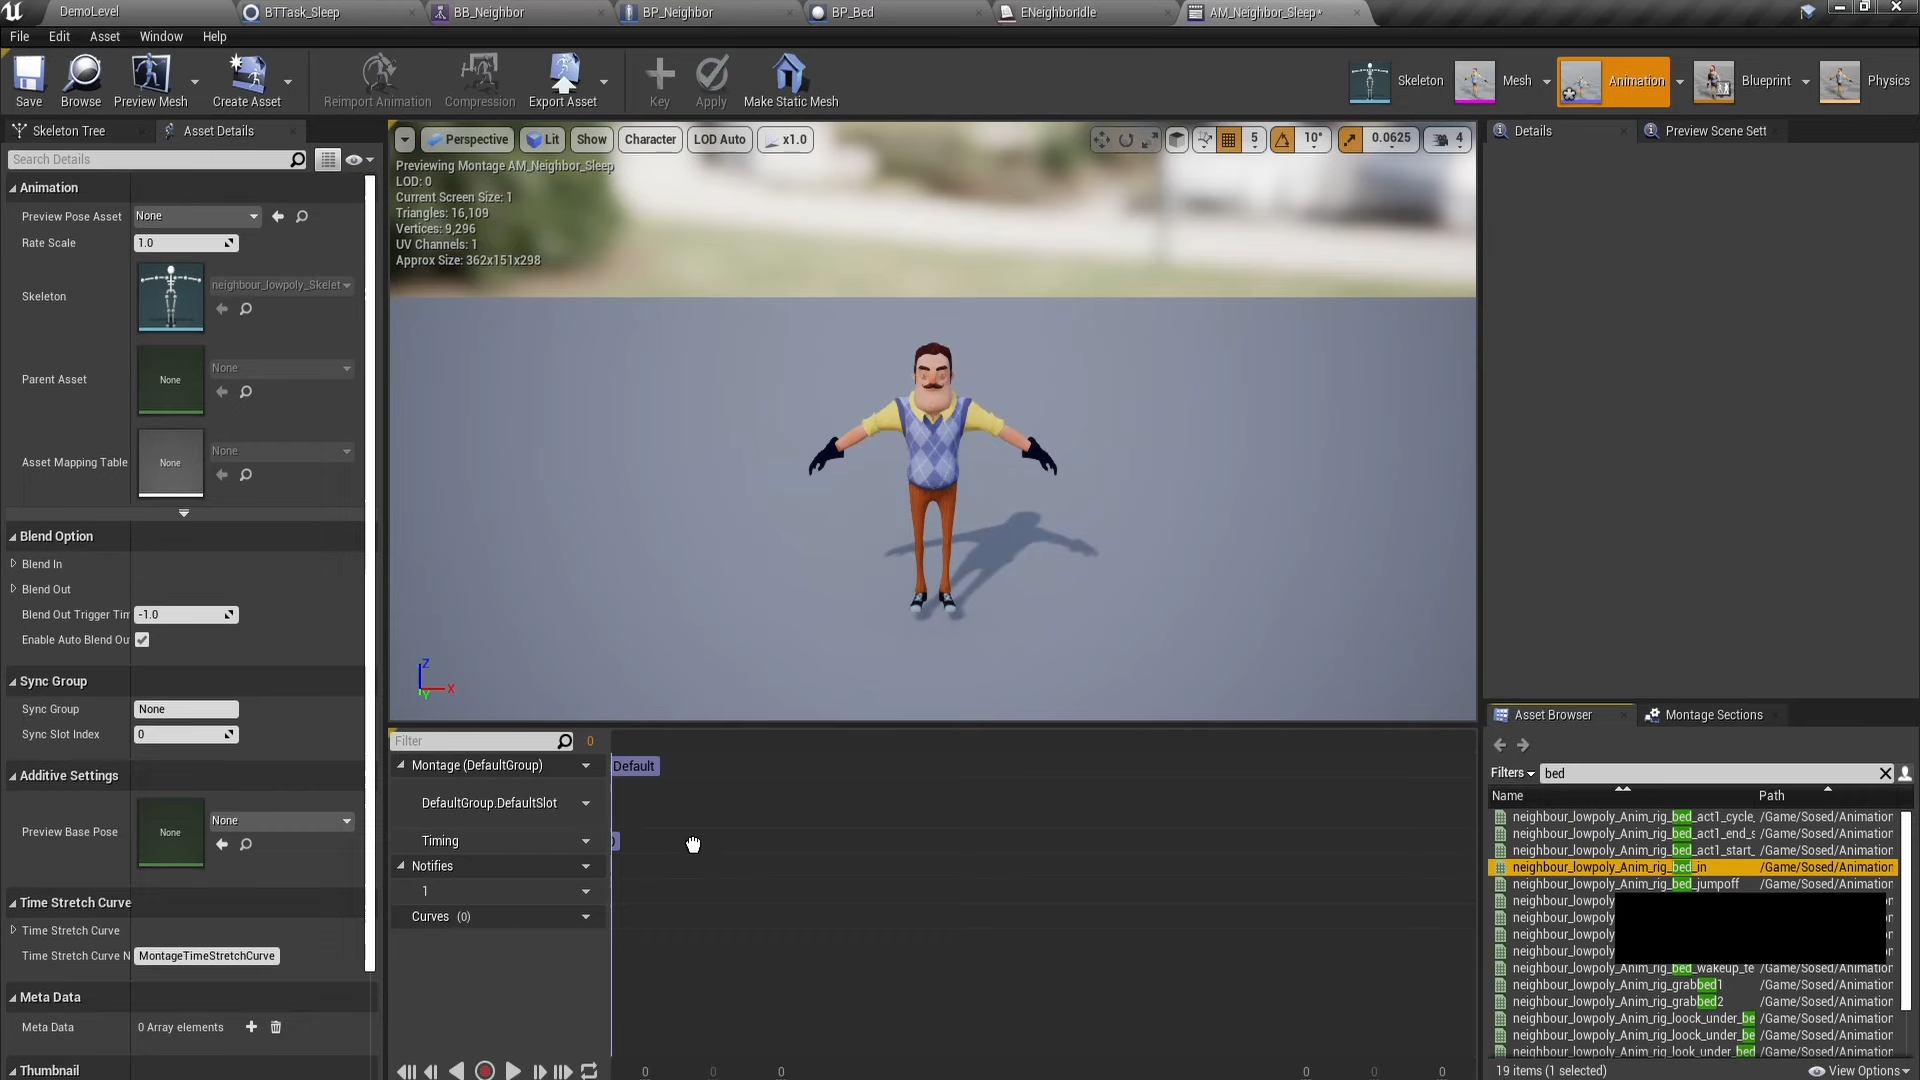 DemoLevel
BTTask_Sleep
BB_Neighbor
BP_Neighbor
BP_Bed
ENeighborIdle
AM_Neighbor_Sleep*
File Edit Asset Window Help
Save
Browse
Preview Mesh
Create Asset
Reimport Animation
Compression
Export Asset
Key
Apply
Make Static Mesh
Skeleton
Mesh
Animation
Blueprint
Physics
Skeleton Tree
Asset Details
Search Details
Animation
Preview Pose Asset None
Rate Scale 1.0
Skeleton neighbour_lowpoly_Skelet
Parent Asset None None
Asset Mapping Table None None
Blend Option
Blend In
Blend Out
Blend Out Trigger Tim -1.0
Enable Auto Blend Ou
Sync Group
Sync Group None
Sync Slot Index 0
Additive Settings
Preview Base Pose None None
Time Stretch Curve
Time Stretch Curve
Time Stretch Curve N MontageTimeStretchCurve
Meta Data
Meta Data 0 Array elements
Thumbnail
Perspective Lit Show Character LOD Auto x1.0
5 10° 0.0625 4
Previewing Montage AM_Neighbor_Sleep
LOD: 0
Current Screen Size: 1
Triangles: 16,109
Vertices: 9,296
UV Channels: 1
Approx Size: 362x151x298
Z
X
Y
Filter 0
Montage (DefaultGroup) Default
DefaultGroup.DefaultSlot
Timing
Notifies
1
Curves (0)
0 0 0 0 0 0
Details
Preview Scene Sett
Asset Browser
Montage Sections
Filters bed
Name Path
neighbour_lowpoly_Anim_rig_bed_act1_cycle_ /Game/Sosed/Animation
neighbour_lowpoly_Anim_rig_bed_act1_end_s /Game/Sosed/Animation
neighbour_lowpoly_Anim_rig_bed_act1_start_ /Game/Sosed/Animation
neighbour_lowpoly_Anim_rig_bed_in /Game/Sosed/Animation
neighbour_lowpoly_Anim_rig_bed_jumpoff /Game/Sosed/Animation
neighbour_lowpoly
neighbour_lowpoly
neighbour_lowpoly
neighbour_lowpoly
neighbour_lowpoly_Anim_rig_bed_wakeup_te /Game/Sosed/Animation
neighbour_lowpoly_Anim_rig_grabbed1 /Game/Sosed/Animation
neighbour_lowpoly_Anim_rig_grabbed2 /Game/Sosed/Animation
neighbour_lowpoly_Anim_rig_loock_under_be /Game/Sosed/Animation
neighbour_lowpoly_Anim_rig_loock_under_be /Game/Sosed/Animation
neighbour_lowpoly_Anim_rig_look_under_bed /Game/Sosed/Animation
19 items (1 selected) View Options